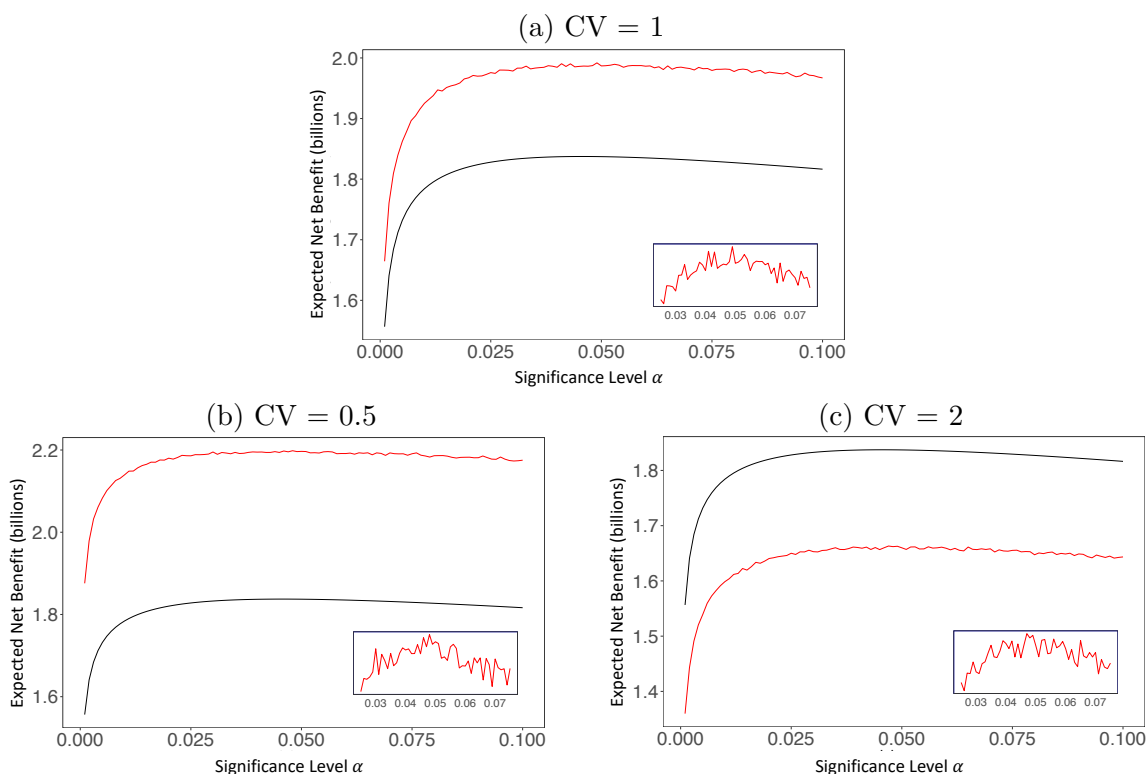 (a) CV = 1
Expected Net Benefit (billions)
2.0
1.9
1.8
1.7
1.6
0.03 0.04 0.05 0.06 0.07
0.000 0.025 0.050 0.075 0.100
Significance Level α
(b) CV = 0.5
Expected Net Benefit (billions)
2.2
2.0
1.8
1.6
0.03 0.04 0.05 0.06 0.07
0.000 0.025 0.050 0.075 0.100
Significance Level α
(c) CV = 2
Expected Net Benefit (billions)
1.8
1.7
1.6
1.5
1.4
0.03 0.04 0.05 0.06 0.07
0.000 0.025 0.050 0.075 0.100
Significance Level α